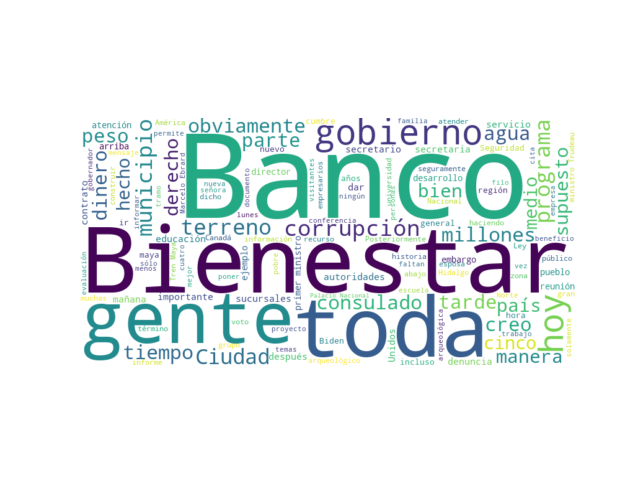 atención
América
cumbre
familia
atender
servicio
peso
obviamente
gobierno
agua
arriba
permite
parte
secretario
secretaria
Seguridad
cita
gobernador
dinero
construir
hecho
municipio
derecho
Marcelo Ebrard
Banco
nuevo
director
documento
visitantes
empresarios
años
dar
ningún
universidad
periodo
seguramente
desarrollo
bien
filo
región
Nacional
medio
programa
empresa
supuesto
ministro Trudeau
contrato
informar
tramo
nueva
señora
dicho
lunes
ir
terreno
conferencia
corrupción
general
haciendo
millones
beneficio
educación
Canadá
información
recurso
Posteriormente
Ley
público
Bienestar
maya
sólo
menos
Tren Maya
cuatro
mejor
ejemplo
primer ministro
historia
faltan
esposa
embargo
vez
zona
pueblo
evaluación
poner
pobre
autoridades
abajo
Hidalgo
reunión
muchas
mañana
importante
sucursales
Palacio Nacional
escuela
norte
gran
gente
toda
consulado
tarde
país
hoy
término
voto
proyecto
arqueológica
creo
hora
trabajo
solamente
grupo
temas
Biden
Unidos
cinco
tiempo
Ciudad
después
informe
arqueológico
incluso
denuncia
manera